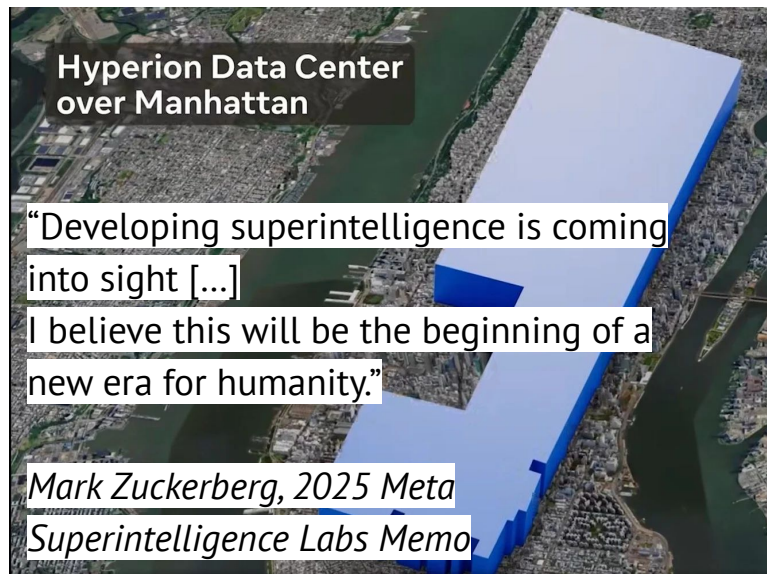 Hyperion Data Center
over Manhattan
“Developing superintelligence is coming
into sight [...]
I believe this will be the beginning of a
new era for humanity.”
Mark Zuckerberg, 2025 Meta
Superintelligence Labs Memo